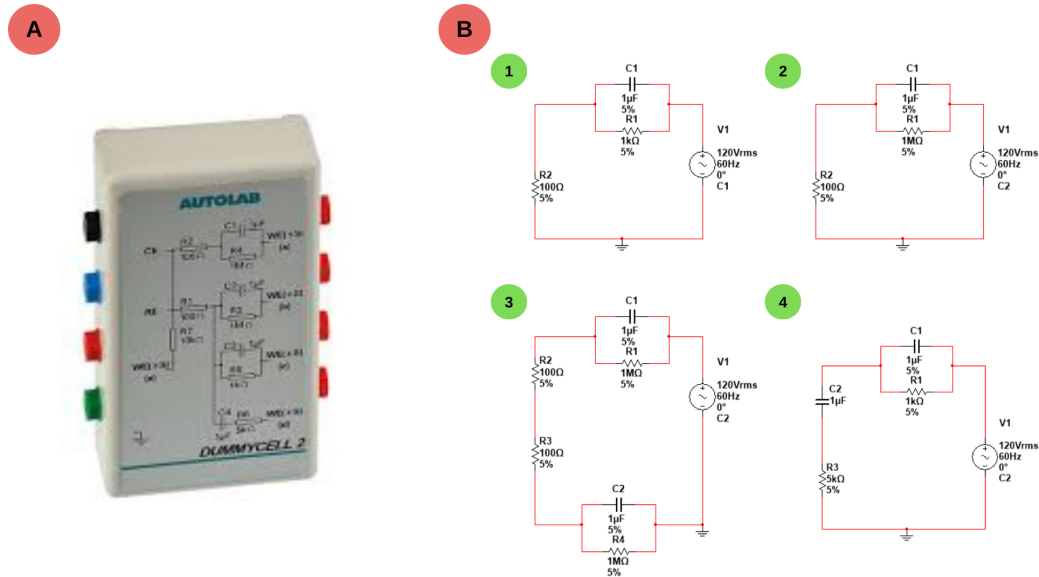 A
AUTOLAB
DUMMYCELL 2
B
1
C1
1µF
5%
R1
1kΩ
5%
R2
100Ω
5%
V1
120Vrms
60Hz
0°
C1
2
C1
1µF
5%
R1
1MΩ
5%
R2
100Ω
5%
V1
120Vrms
60Hz
0°
C2
3
C1
1µF
5%
R1
1MΩ
5%
R2
100Ω
5%
R3
100Ω
5%
C2
1µF
5%
R4
1MΩ
5%
V1
120Vrms
60Hz
0°
C2
4
C1
1µF
5%
R1
1kΩ
5%
C2
1µF
R3
5kΩ
5%
V1
120Vrms
60Hz
0°
C2